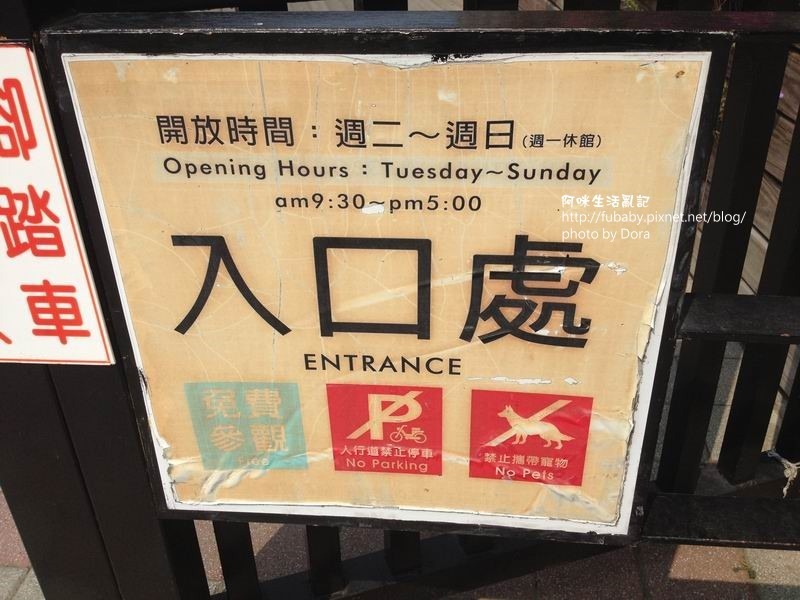 開放時間：週二～週日(週一休館)
Opening Hours：Tuesday~Sunday
am9:30~pm5:00
阿咪生活亂記
http://fubaby.pixnet.net/blog/
photo by Dora
入口處
ENTRANCE
免費
參觀
Free
人行道禁止停車
No Parking
禁止攜帶寵物
No Pets
踏
車